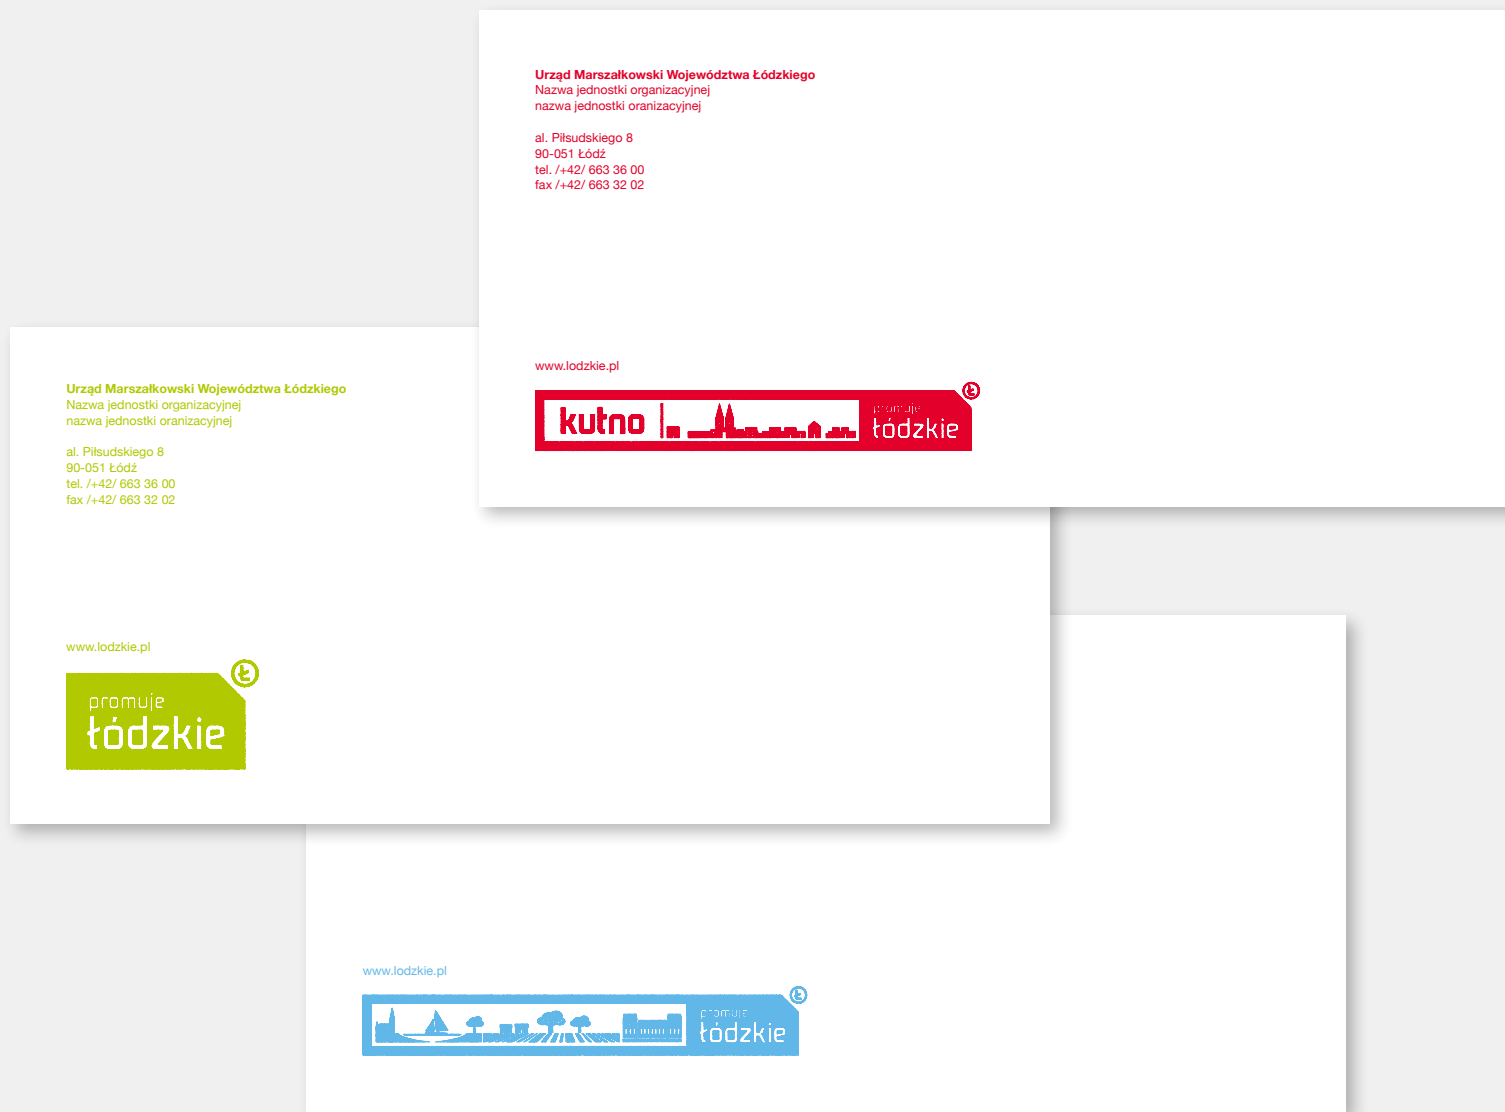 Urząd Marszałkowski Województwa Łódzkiego
Nazwa jednostki organizacyjnej
nazwa jednostki oranizacyjnej
al. Piłsudskiego 8
90-051 Łódź
tel. /+42/ 663 36 00
fax /+42/ 663 32 02
www.lodzkie.pl
kutno
promuje
łódzkie
Ł
Urząd Marszałkowski Województwa Łódzkiego
Nazwa jednostki organizacyjnej
nazwa jednostki oranizacyjnej
al. Piłsudskiego 8
90-051 Łódź
tel. /+42/ 663 36 00
fax /+42/ 663 32 02
www.lodzkie.pl
Ł
promuje
łódzkie
www.lodzkie.pl
Ł
promuje
łódzkie